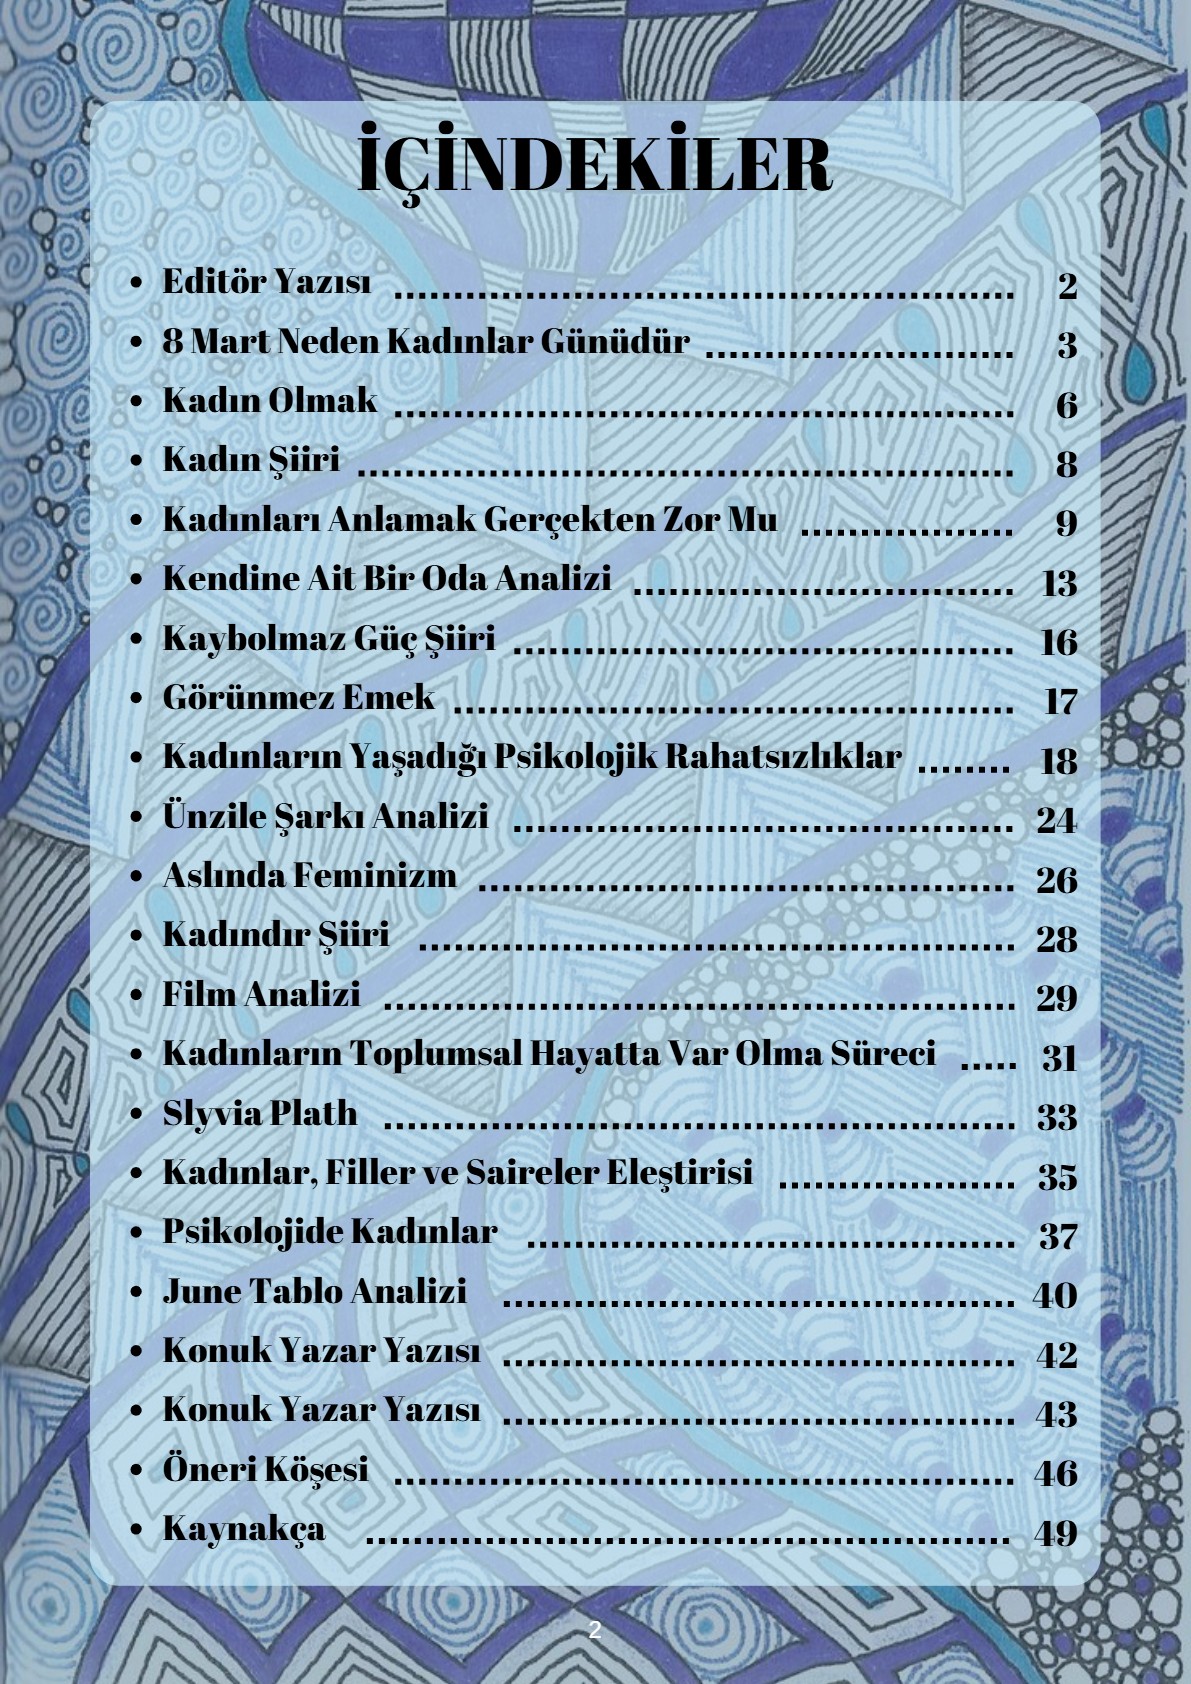 İÇİNDEKİLER
• Editör Yazısı ........................................ 2
• 8 Mart Neden Kadınlar Günüdür .................... 3
• Kadın Olmak ........................................ 6
• Kadın Şiiri .......................................... 8
• Kadınları Anlamak Gerçekten Zor Mu .............. 9
• Kendine Ait Bir Oda Analizi ......................... 13
• Kaybolmaz Güç Şiiri ................................ 16
• Görünmez Emek .................................... 17
• Kadınların Yaşadığı Psikolojik Rahatsızlıklar ........ 18
• Ünzile Şarkı Analizi ................................ 24
• Aslında Feminizm ................................... 26
• Kadındır Şiiri ....................................... 28
• Film Analizi ......................................... 29
• Kadınların Toplumsal Hayatta Var Olma Süreci ..... 31
• Slyvia Plath ......................................... 33
• Kadınlar, Filler ve Saireler Eleştirisi ................ 35
• Psikolojide Kadınlar ................................ 37
• June Tablo Analizi .................................. 40
• Konuk Yazar Yazısı ................................. 42
• Konuk Yazar Yazısı ................................. 43
• Öneri Köşesi ........................................ 46
• Kaynakça ........................................... 49
2